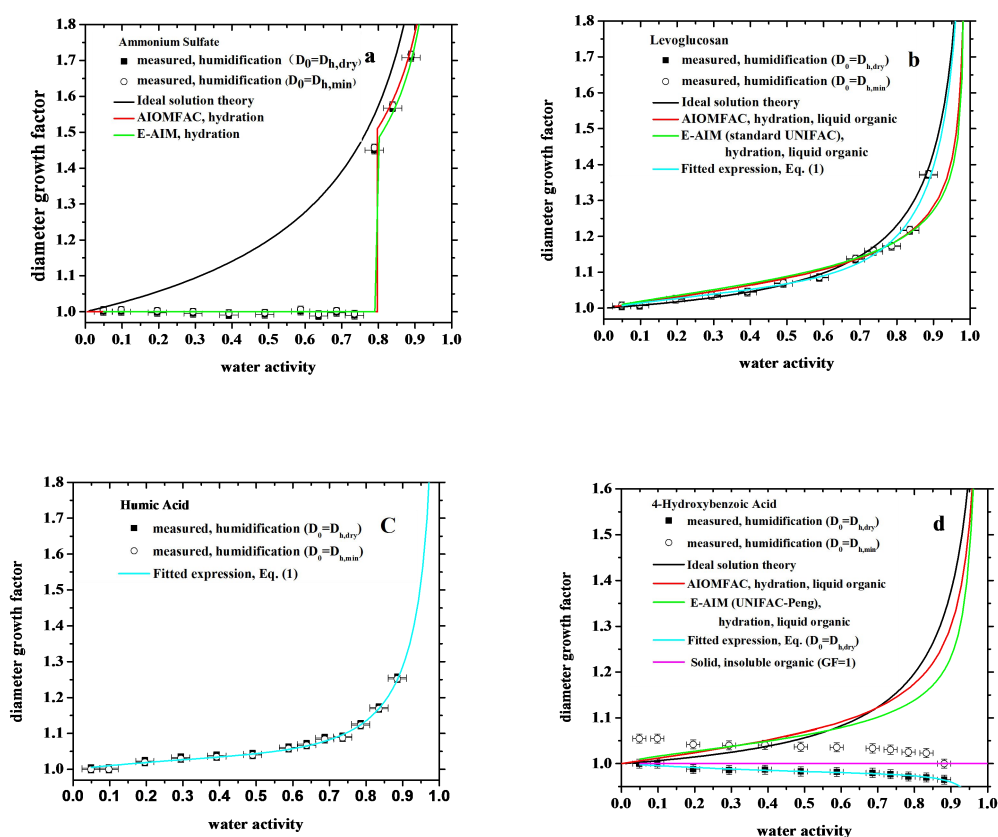 Ammonium Sulfate
a
measured, humidification (D0=Dh,dry)
measured, humidification (D0=Dh,min)
Ideal solution theory
AIOMFAC, hydration
E-AIM, hydration
diameter growth factor
1.8
1.7
1.6
1.5
1.4
1.3
1.2
1.1
1.0
0.0 0.1 0.2 0.3 0.4 0.5 0.6 0.7 0.8 0.9 1.0
water activity
Levoglucosan
b
measured, humidification (D0=Dh,dry)
measured, humidification (D0=Dh,min)
Ideal solution theory
AIOMFAC, hydration, liquid organic
E-AIM (standard UNIFAC),
hydration, liquid organic
Fitted expression, Eq. (1)
diameter growth factor
1.8
1.7
1.6
1.5
1.4
1.3
1.2
1.1
1.0
0.0 0.1 0.2 0.3 0.4 0.5 0.6 0.7 0.8 0.9 1.0
water activity
Humic Acid
C
measured, humidification (D0=Dh,dry)
measured, humidification (D0=Dh,min)
Fitted expression, Eq. (1)
diameter growth factor
1.8
1.7
1.6
1.5
1.4
1.3
1.2
1.1
1.0
0.0 0.1 0.2 0.3 0.4 0.5 0.6 0.7 0.8 0.9 1.0
water activity
4-Hydroxybenzoic Acid
d
measured, humidification (D0=Dh,dry)
measured, humidification (D0=Dh,min)
Ideal solution theory
AIOMFAC, hydration, liquid organic
E-AIM (UNIFAC-Peng),
hydration, liquid organic
Fitted expression, Eq. (D0=Dh,dry)
Solid, insoluble organic (GF=1)
diameter growth factor
1.6
1.5
1.4
1.3
1.2
1.1
1.0
0.0 0.1 0.2 0.3 0.4 0.5 0.6 0.7 0.8 0.9 1.0
water activity